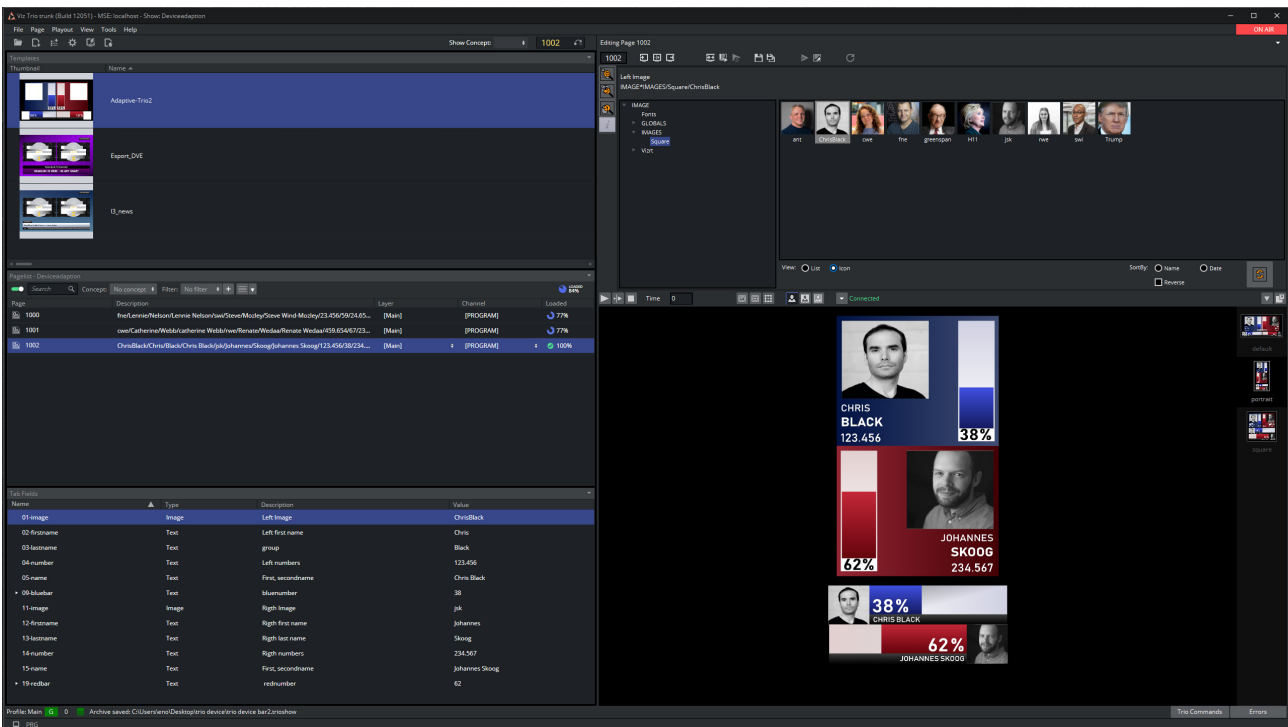 Viz Trio trunk (Build 12051) - MSE: localhost - Show: Deviceadaption
File Page Playout View Tools Help
ON AIR
Show Concept: 1002
Editing Page 1002
1002
Templates
Thumbnail Name
Adaptive-Trio2
Export_DVE
l3_news
Left Image
IMAGE*IMAGES/Square/ChrisBlack
IMAGE
Fonts
GLOBALS
IMAGES
Square
Vizrt
ant ChrisBlack cwe fne greenspan H11 jsk rwe swi Trump
View: List Icon
SortBy: Name Date
Reverse
Pagelist - Deviceadaption
Search Concept: No concept Filter: No filter + LOADED 84%
Page Description Layer Channel Loaded
1000 fne/Lennie/Nelson/Lennie Nelson/swi/Steve/Mozley/Steve Wind-Mozley/23.456/59/24.65... [Main] [PROGRAM] 77%
1001 cwe/Catherine/Webb/catherine Webb/rwe/Renate/Wedaa/Renate Wedaa/459.654/67/23... [Main] [PROGRAM] 77%
1002 ChrisBlack/Chris/Black/Chris Black/jsk/Johannes/Skoog/Johannes Skoog/123.456/38/234.... [Main] [PROGRAM] 100%
Time 0 Connected
default
portrait
square
CHRIS
BLACK
123.456
38%
JOHANNES
SKOOG
234.567
62%
38%
CHRIS BLACK
62%
JOHANNES SKOOG
Tab Fields
Name Type Description Value
01-image Image Left Image ChrisBlack
02-firstname Text Left first name Chris
03-lastname Text group Black
04-number Text Left numbers 123.456
05-name Text First, secondname Chris Black
09-bluebar Text bluenumber 38
11-image Image Rigth Image jsk
12-firstname Text Rigth first name Johannes
13-lastname Text Rigth last name Skoog
14-number Text Rigth numbers 234.567
15-name Text First, secondname Johannes Skoog
19-redbar Text rednumber 62
Profile: Main G 0 Archive saved: C:\Users\eno\Desktop\trio device\trio device bar2.trioshow
Trio Commands Errors
PRG